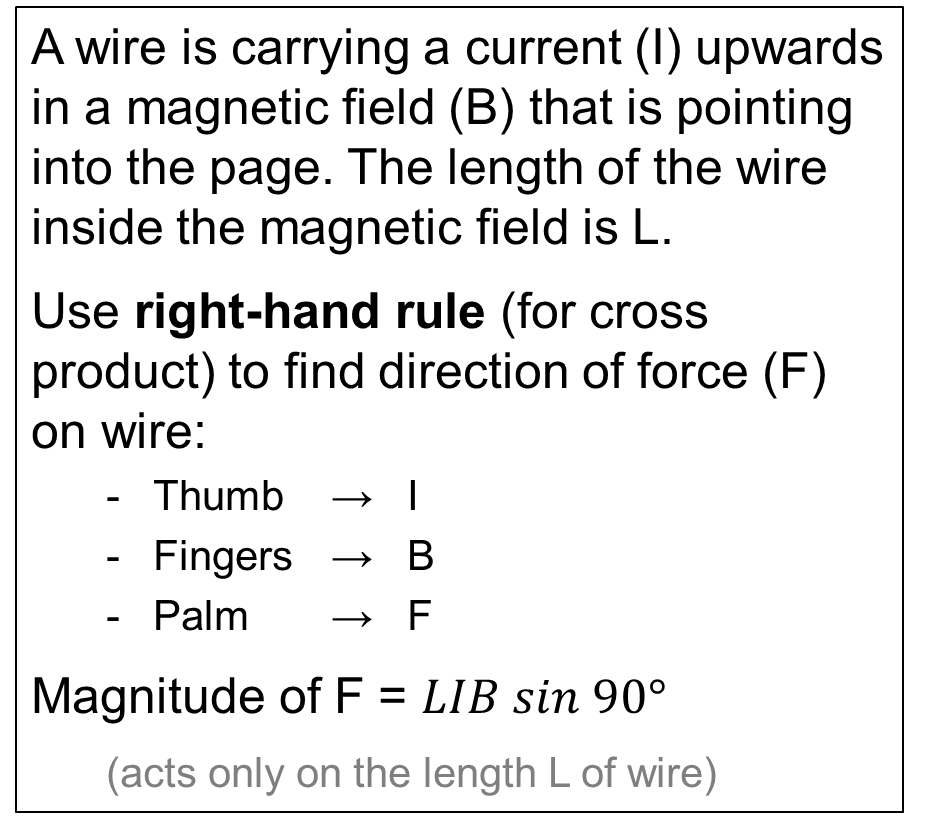 A wire is carrying a current (I) upwards
in a magnetic field (B) that is pointing
into the page. The length of the wire
inside the magnetic field is L.
Use right-hand rule (for cross
product) to find direction of force (F)
on wire:
- Thumb → I
- Fingers → B
- Palm → F
Magnitude of F = LIB sin 90°
(acts only on the length L of wire)